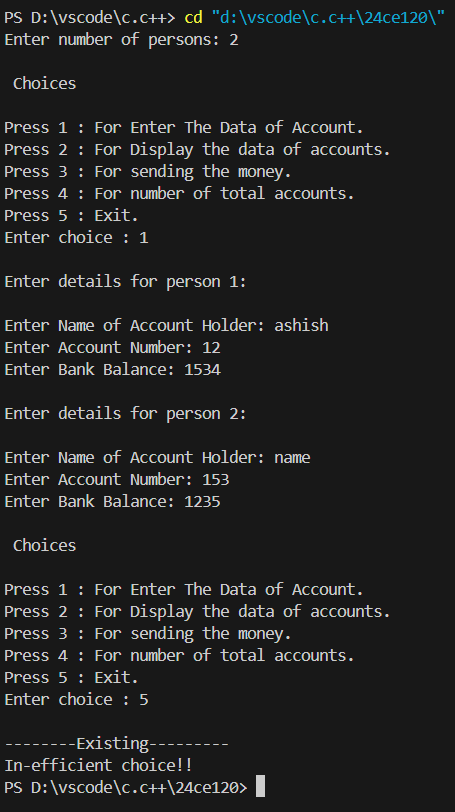 PS D:\vscode\c.c++> cd "d:\vscode\c.c++\24ce120\"
Enter number of persons: 2
Choices
Press 1 : For Enter The Data of Account.
Press 2 : For Display the data of accounts.
Press 3 : For sending the money.
Press 4 : For number of total accounts.
Press 5 : Exit.
Enter choice : 1
Enter details for person 1:
Enter Name of Account Holder: ashish
Enter Account Number: 12
Enter Bank Balance: 1534
Enter details for person 2:
Enter Name of Account Holder: name
Enter Account Number: 153
Enter Bank Balance: 1235
Choices
Press 1 : For Enter The Data of Account.
Press 2 : For Display the data of accounts.
Press 3 : For sending the money.
Press 4 : For number of total accounts.
Press 5 : Exit.
Enter choice : 5
--------Existing---------
In-efficient choice!!
PS D:\vscode\c.c++\24ce120>